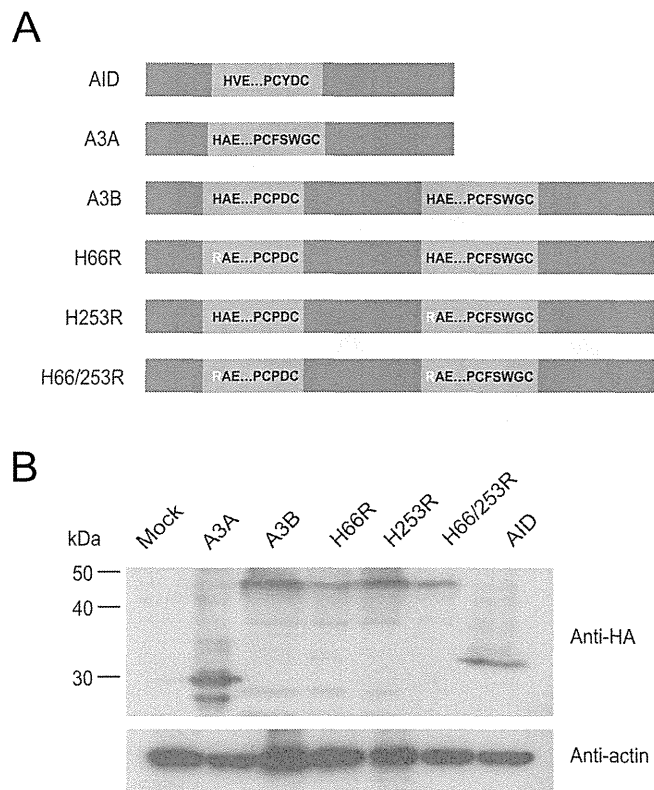 A
AID HVE...PCYDC
A3A HAE...PCFSWGC
A3B HAE...PCPDC HAE...PCFSWGC
H66R RAE...PCPDC HAE...PCFSWGC
H253R HAE...PCPDC RAE...PCFSWGC
H66/253R RAE...PCPDC RAE...PCFSWGC
B
kDa Mock A3A A3B H66R H253R H66/253R AID
50
40
30
Anti-HA
Anti-actin